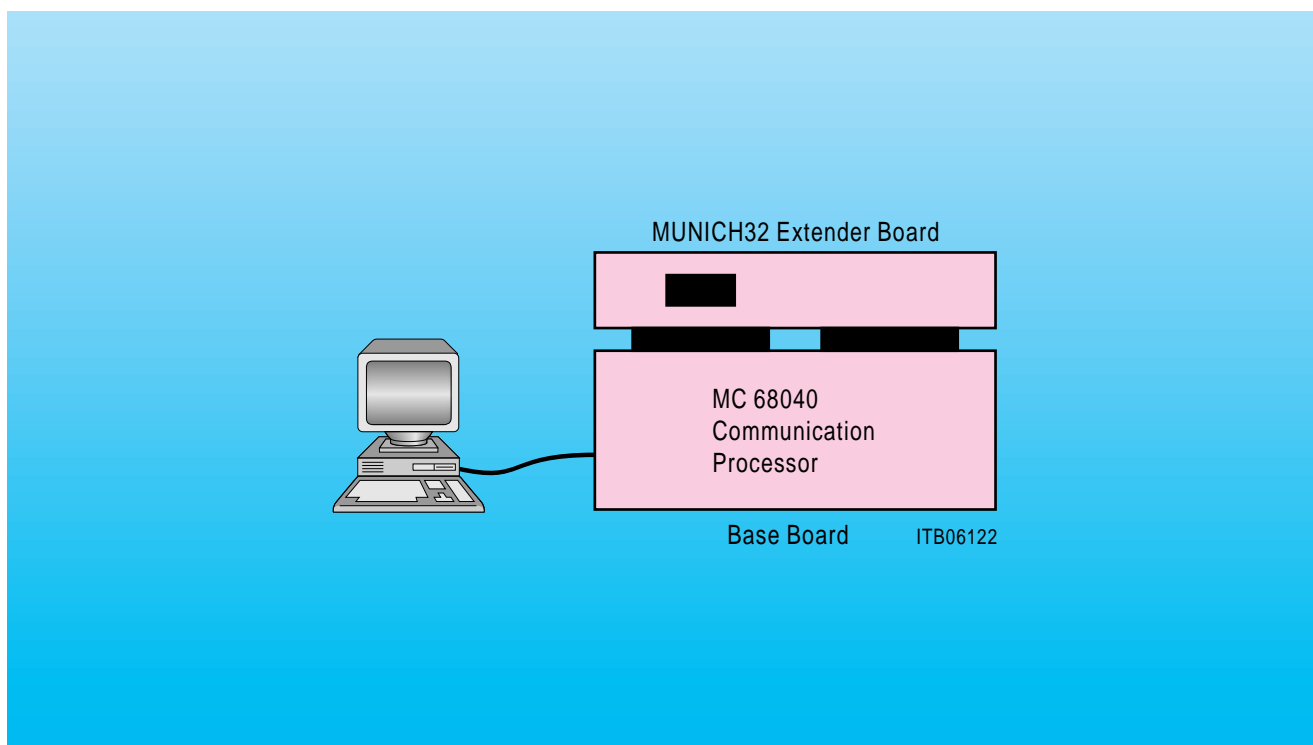 MUNICH32 Extender Board
MC 68040
Communication
Processor
Base Board
ITB06122